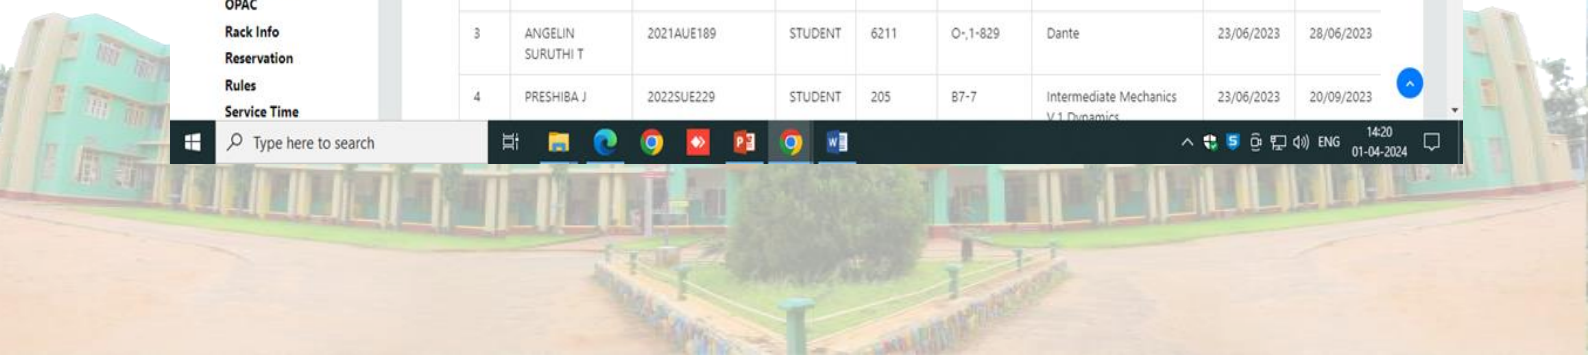 OPAC
Rack Info
Reservation
Rules
Service Time
3 ANGELIN SURUTHI T 2021AUE189 STUDENT 6211 O-,1-829 Dante 23/06/2023 28/06/2023
4 PRESHIBA J 2022SUE229 STUDENT 205 B7-7 Intermediate Mechanics V.1 Dynamics 23/06/2023 20/09/2023
Type here to search
ENG
14:20
01-04-2024